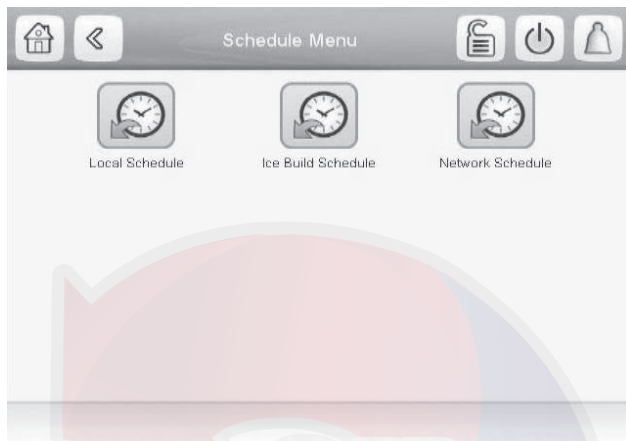 Schedule Menu
Local Schedule
Ice Build Schedule
Network Schedule